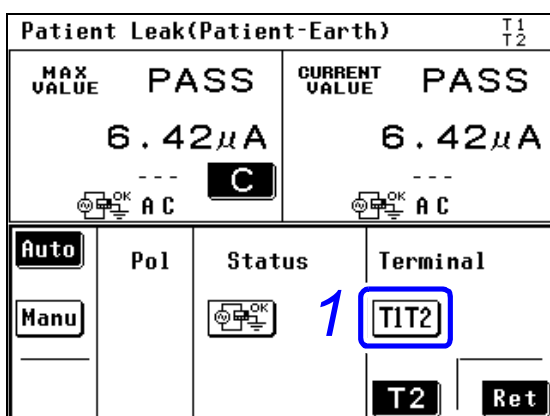 Patient Leak(Patient-Earth) T1 T2
MAX VALUE PASS
6.42μA
--- C
OK AC
CURRENT VALUE PASS
6.42μA
---
OK AC
Auto Pol Status Terminal
Manu OK 1 T1T2
T2 Ret